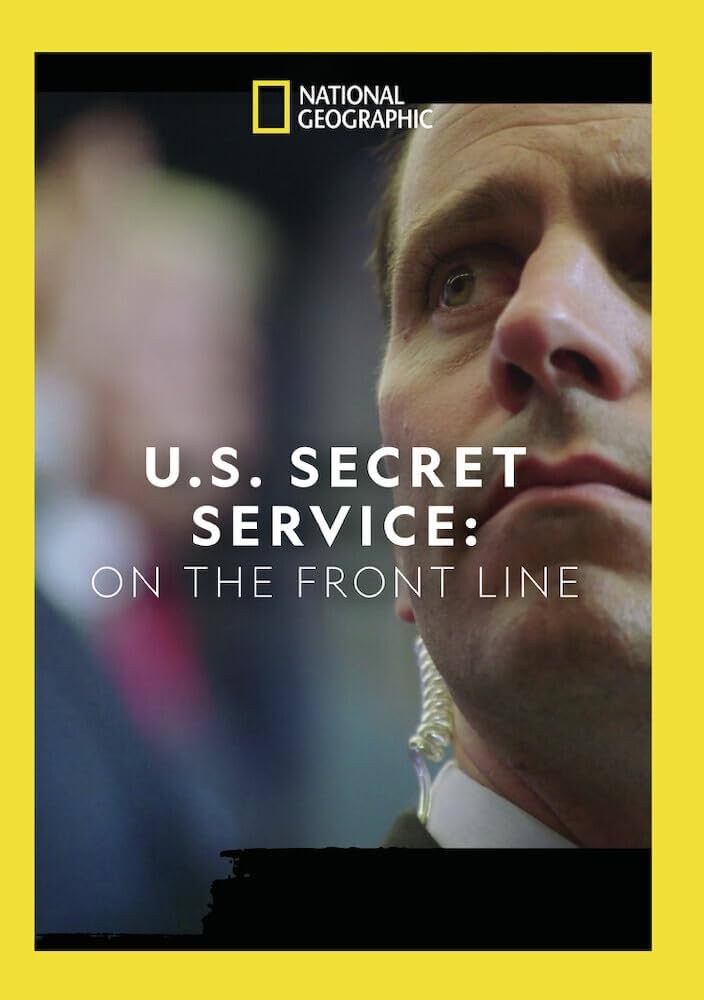 NATIONAL
GEOGRAPHIC
U.S. SECRET
SERVICE:
ON THE FRONT LINE